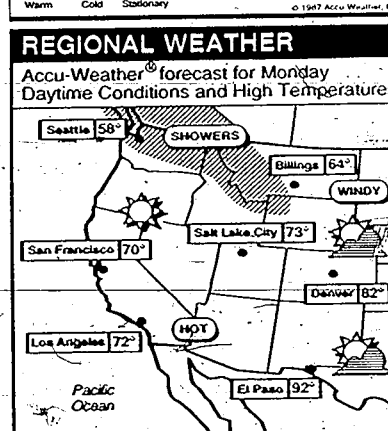 Warm Cold Stationary
© 1987 Accu-Weather,
REGIONAL WEATHER
Accu-Weather® forecast for Monday
Daytime Conditions and High Temperature
Seattle 58°
SHOWERS
Billings 64°
WINDY
Salt Lake City 73°
San Francisco 70°
Denver 82°
HOT
Los Angeles 72°
El Paso 92°
Pacific
Ocean